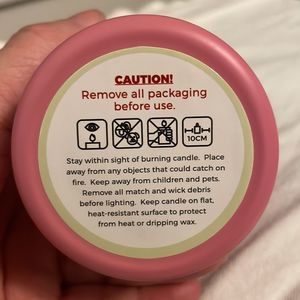 CAUTION!
Remove all packaging
before use.
10CM
Stay within sight of burning candle. Place
away from any objects that could catch on
fire. Keep away from children and pets.
Remove all match and wick debris
before lighting. Keep candle on flat,
heat-resistant surface to protect
from heat or dripping wax.